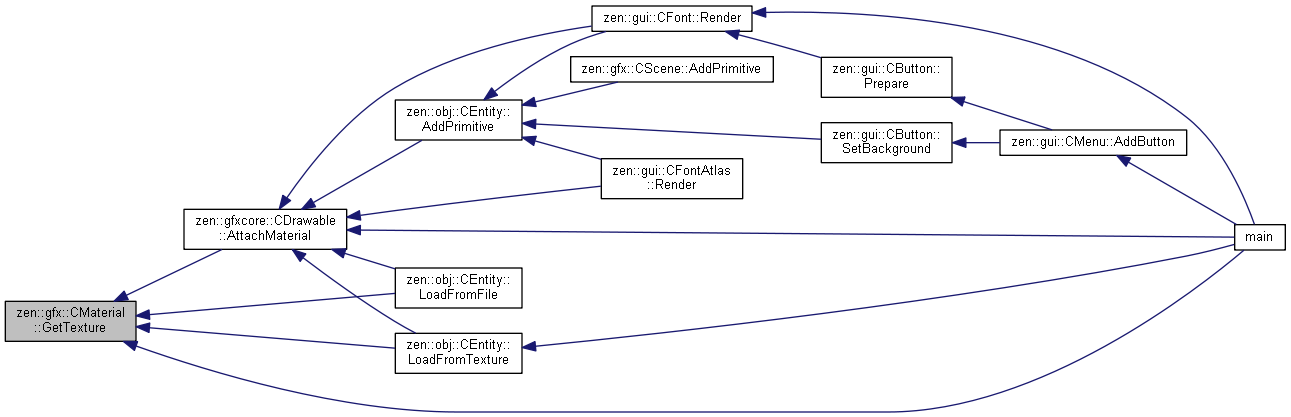 zen::gui::CFont::Render
zen::gfx::CScene::AddPrimitive
zen::gui::CButton::
Prepare
zen::obj::CEntity::
AddPrimitive
zen::gui::CButton::
SetBackground
zen::gui::CMenu::AddButton
zen::gui::CFontAtlas
::Render
zen::gfxcore::CDrawable
::AttachMaterial
main
zen::obj::CEntity::
LoadFromFile
zen::gfx::CMaterial
::GetTexture
zen::obj::CEntity::
LoadFromTexture